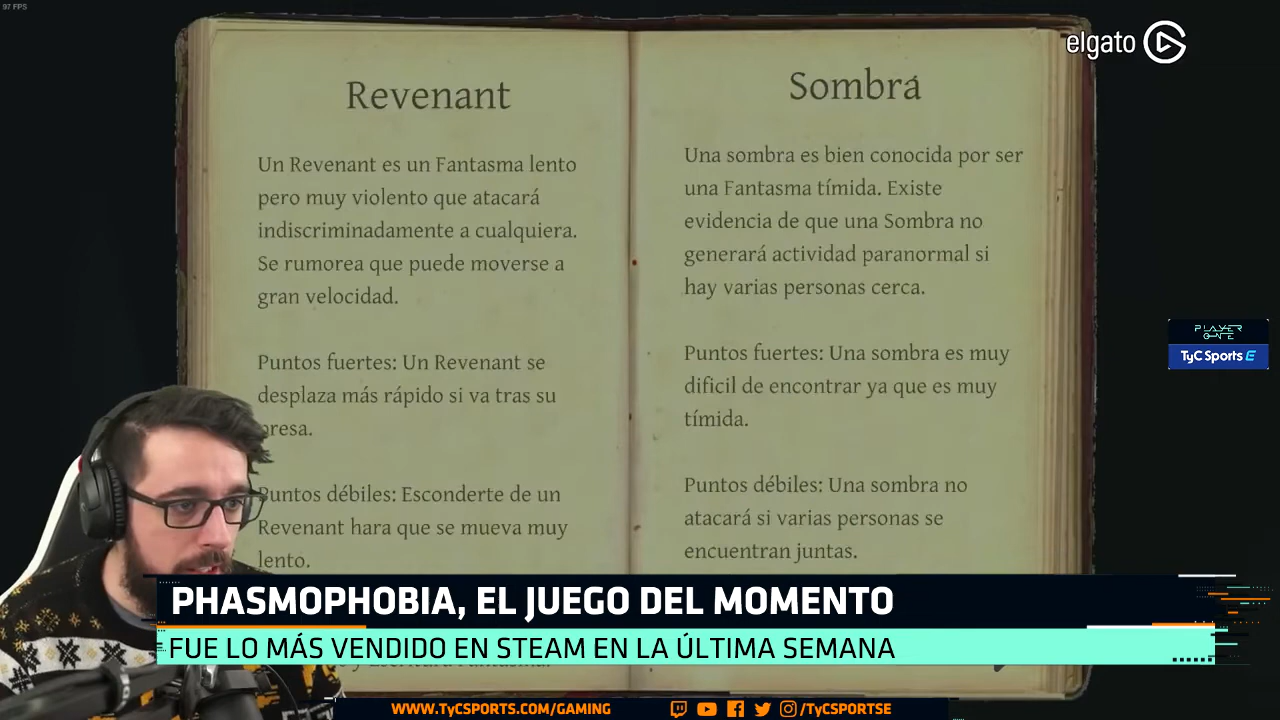 97 FPS
elgato
Revenant
Un Revenant es un Fantasma lento
pero muy violento que atacará
indiscriminadamente a cualquiera.
Se rumorea que puede moverse a
gran velocidad.
Puntos fuertes: Un Revenant se
desplaza más rápido si va tras su
presa.
Puntos débiles: Esconderte de un
Revenant hara que se mueva muy
lento.
Sombra
Una sombra es bien conocida por ser
una Fantasma tímida. Existe
evidencia de que una Sombra no
generará actividad paranormal si
hay varias personas cerca.
Puntos fuertes: Una sombra es muy
dificil de encontrar ya que es muy
tímida.
Puntos débiles: Una sombra no
atacará si varias personas se
encuentran juntas.
PLAYER
ONE
TyC Sports E
PHASMOPHOBIA, EL JUEGO DEL MOMENTO
FUE LO MÁS VENDIDO EN STEAM EN LA ÚLTIMA SEMANA
WWW.TyCSPORTS.COM/GAMING
/TyCSPORTSE